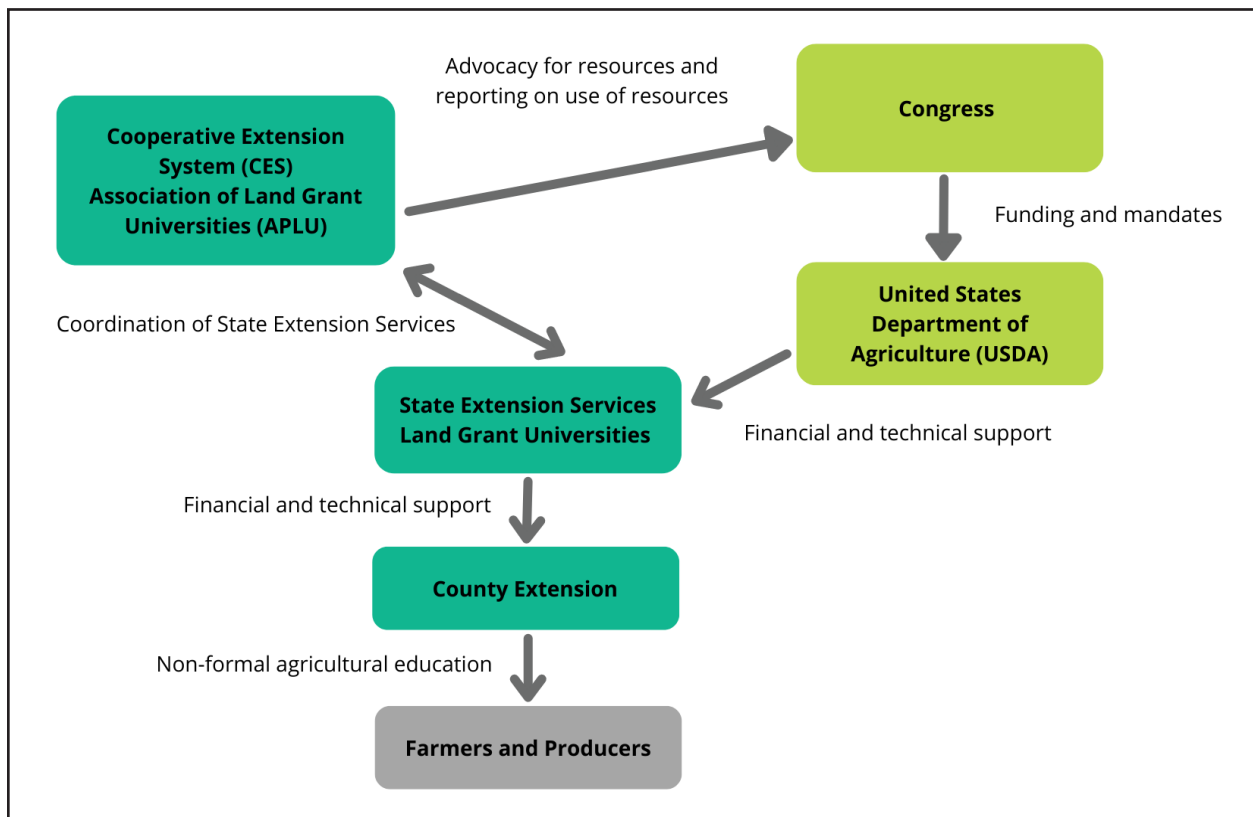 Advocacy for resources and
reporting on use of resources
Cooperative Extension
System (CES)
Association of Land Grant
Universities (APLU)
Congress
Funding and mandates
United States
Department of
Agriculture (USDA)
Coordination of State Extension Services
State Extension Services
Land Grant Universities
Financial and technical support
Financial and technical support
County Extension
Non-formal agricultural education
Farmers and Producers